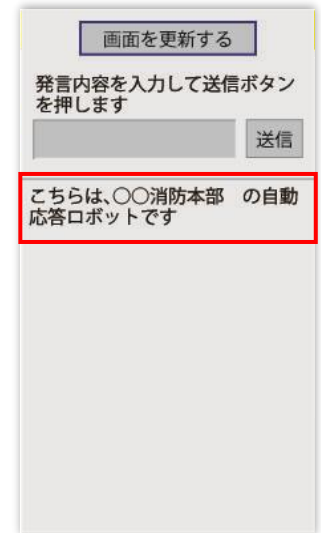 画面を更新する
発言内容を入力して送信ボタン
を押します
送信
こちらは、〇〇消防本部　の自動
応答ロボットです